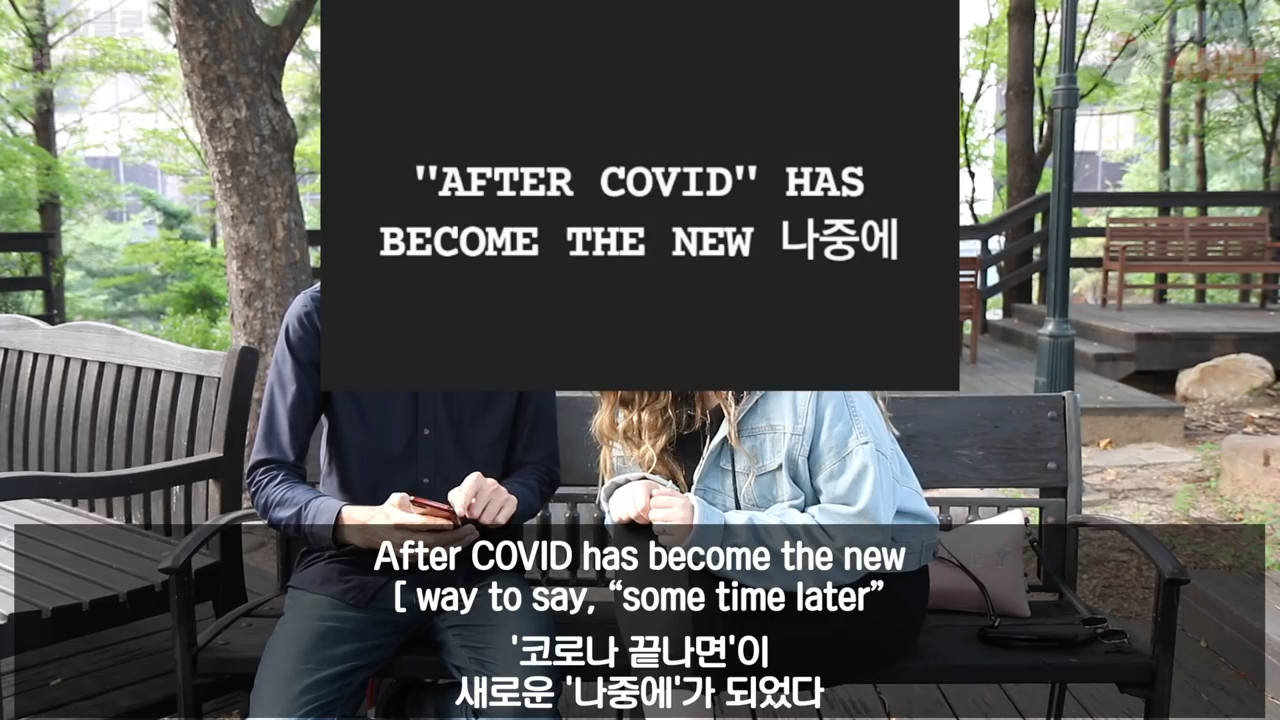 "AFTER COVID" HAS
BECOME THE NEW 나중에
After COVID has become the new
[ way to say, “some time later”
'코로나 끝나면'이
새로운 '나중에'가 되었다